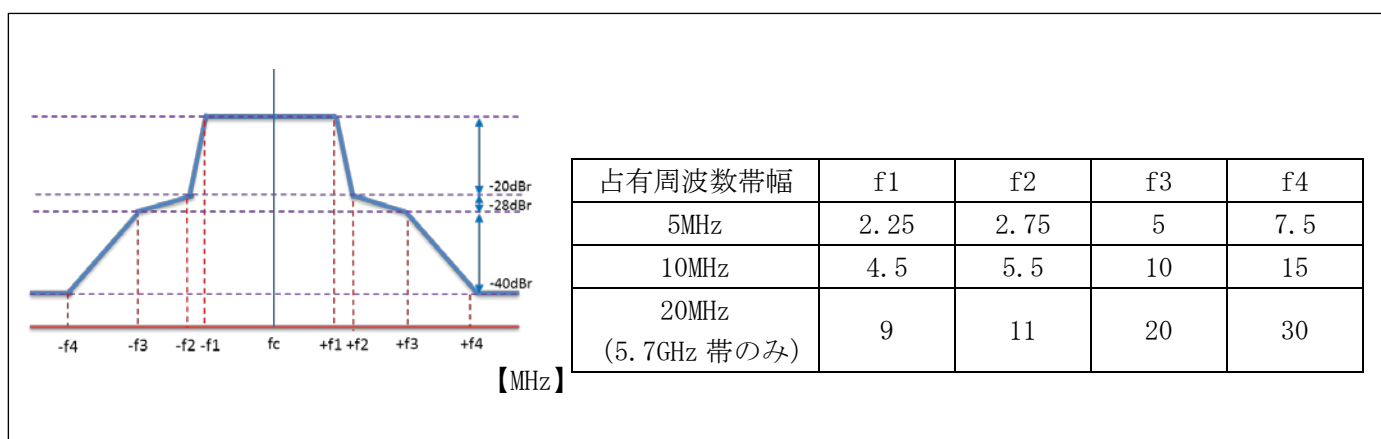 -20dBr
-28dBr
-40dBr
-f4 -f3 -f2 -f1 fc +f1 +f2 +f3 +f4
【MHz】
占有周波数帯幅 f1 f2 f3 f4
5MHz 2.25 2.75 5 7.5
10MHz 4.5 5.5 10 15
20MHz
(5.7GHz 帯のみ) 9 11 20 30